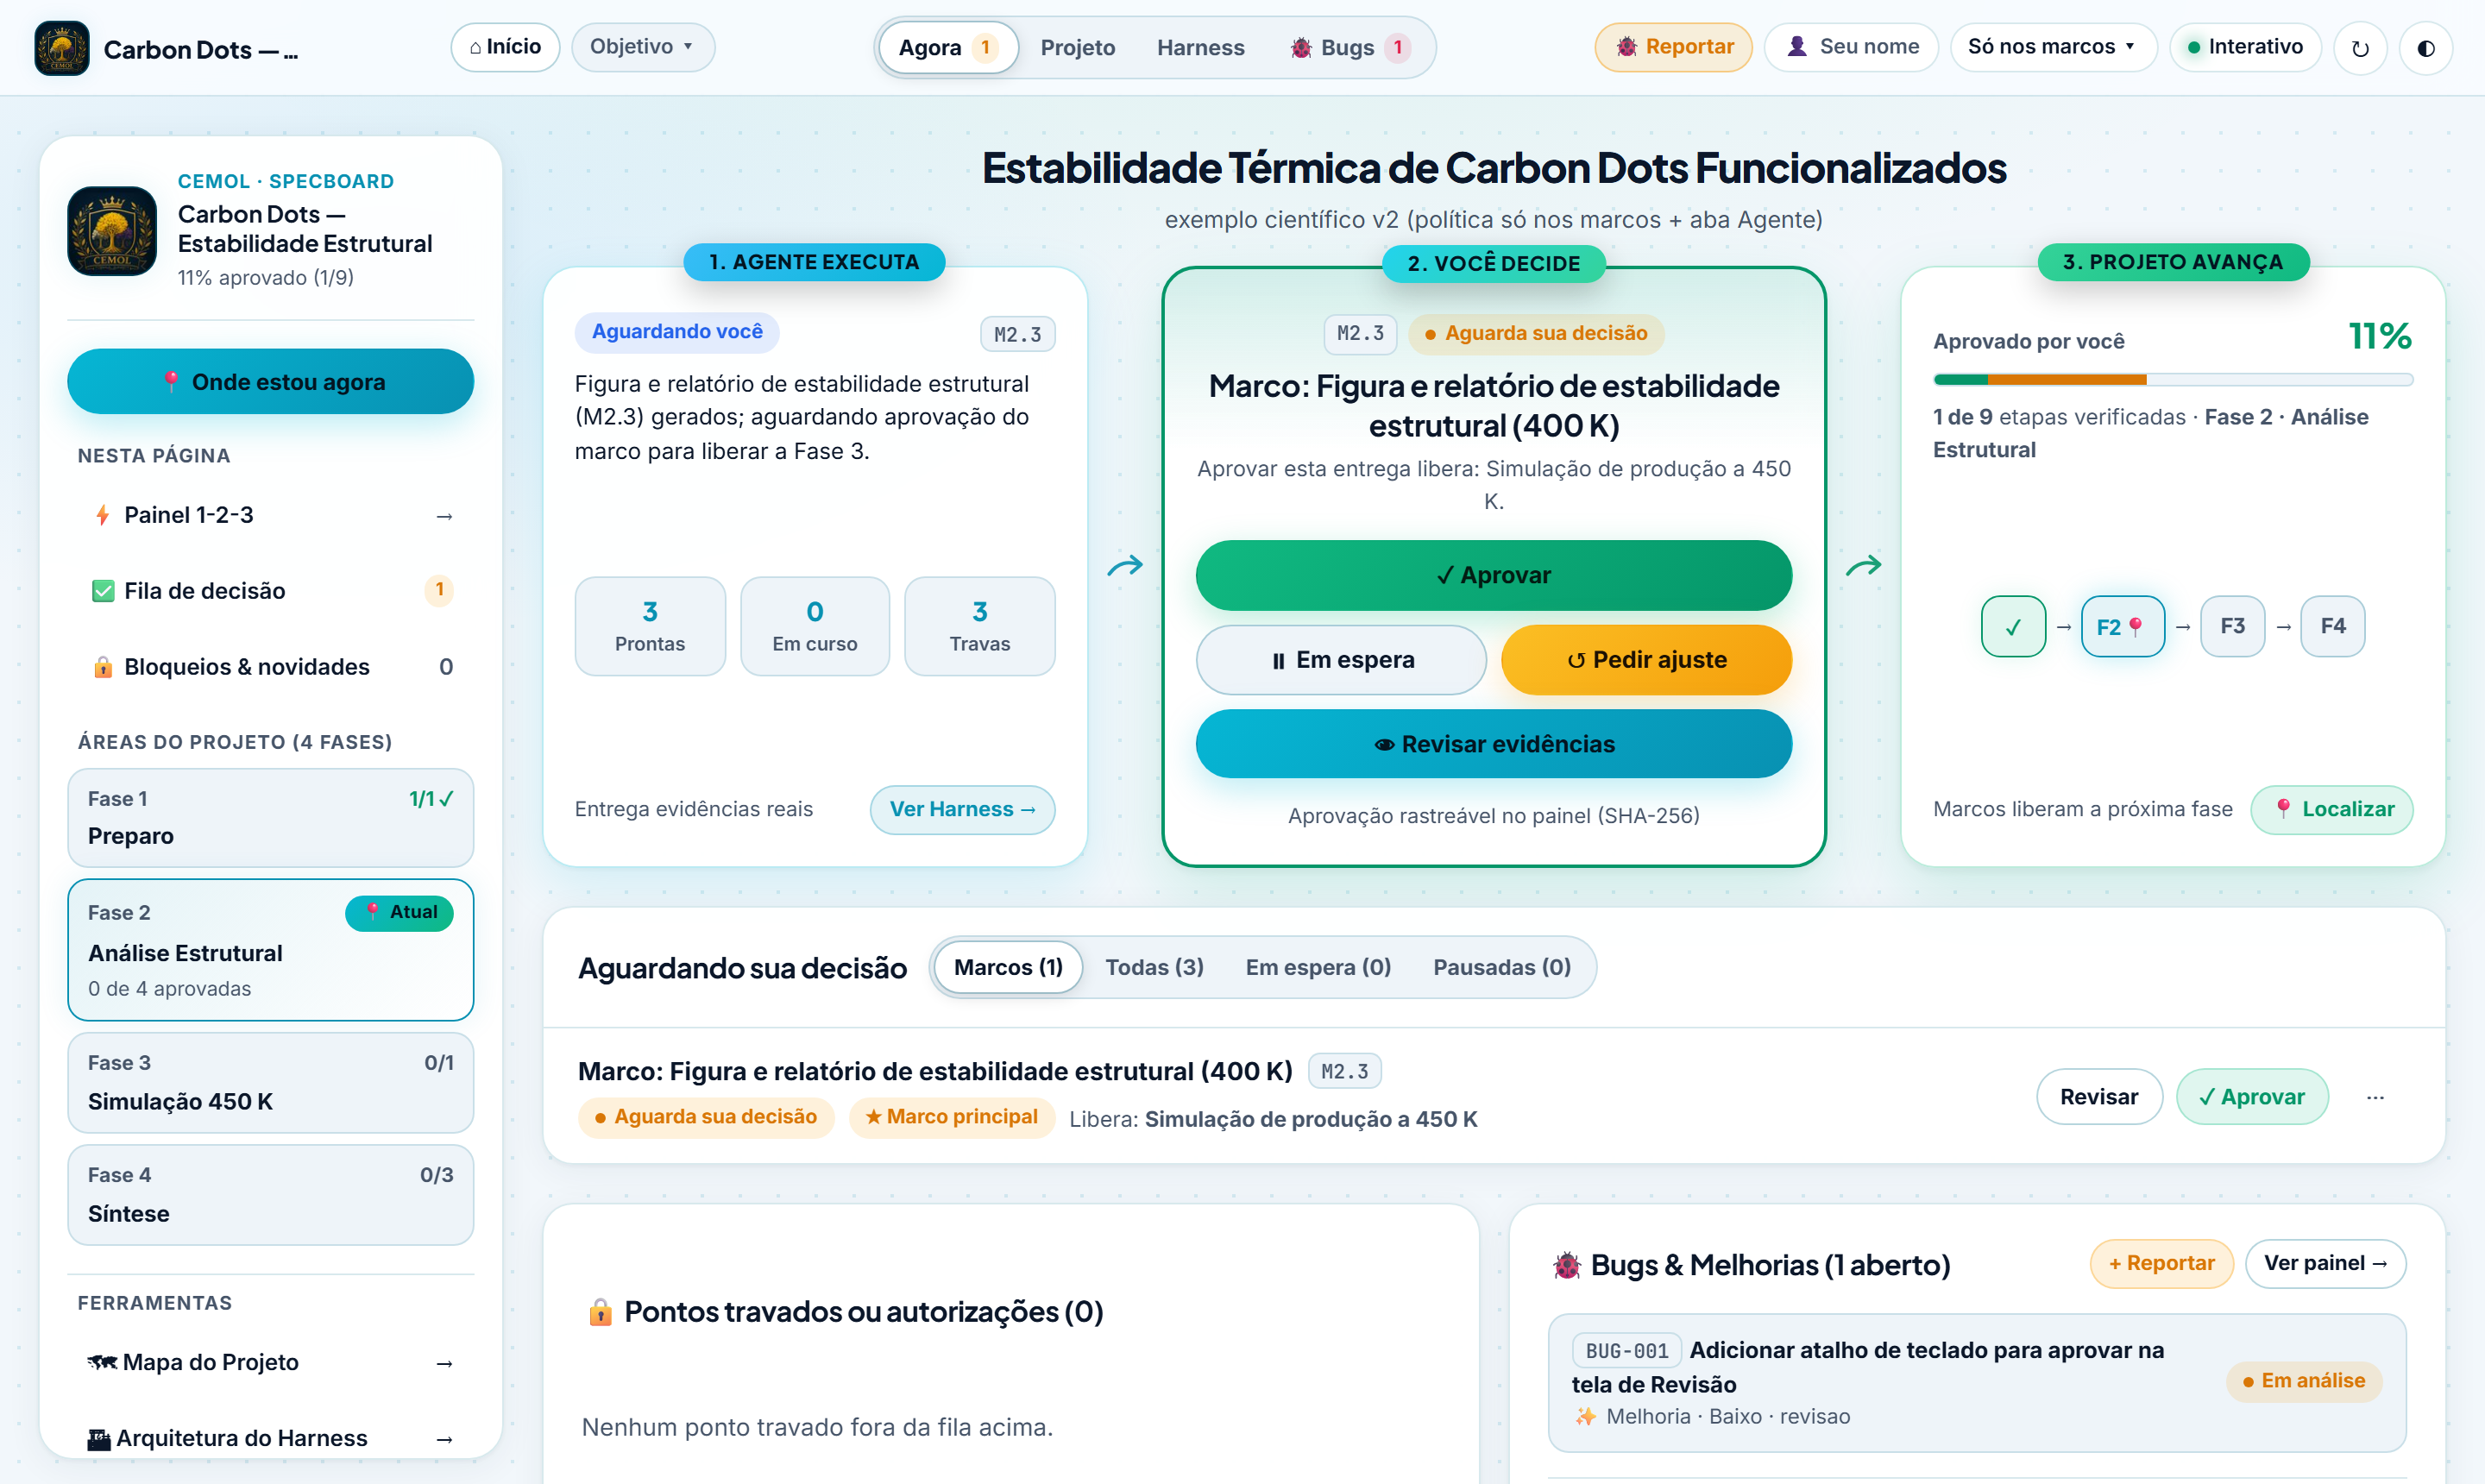 Carbon Dots — ...
⌂ Início
Objetivo ▾
Agora 1
Projeto
Harness
🐞 Bugs 1
🐞 Reportar
👤 Seu nome
Só nos marcos ▾
● Interativo
↻
◐
CEMOL
CEMOL · SPECBOARD
Carbon Dots —
Estabilidade Estrutural
11% aprovado (1/9)
📍 Onde estou agora
NESTA PÁGINA
⚡ Painel 1-2-3 →
✅ Fila de decisão 1
🔒 Bloqueios & novidades 0
ÁREAS DO PROJETO (4 FASES)
Fase 1 1/1 ✓
Preparo
Fase 2 📍 Atual
Análise Estrutural
0 de 4 aprovadas
Fase 3 0/1
Simulação 450 K
Fase 4 0/3
Síntese
FERRAMENTAS
🗺 Mapa do Projeto →
Arquitetura do Harness →
Estabilidade Térmica de Carbon Dots Funcionalizados
exemplo científico v2 (política só nos marcos + aba Agente)
1. AGENTE EXECUTA
Aguardando você M2.3
Figura e relatório de estabilidade estrutural
(M2.3) gerados; aguardando aprovação do
marco para liberar a Fase 3.
3 0 3
Prontas Em curso Travas
Entrega evidências reais Ver Harness →
2. VOCÊ DECIDE
M2.3 ● Aguarda sua decisão
Marco: Figura e relatório de estabilidade
estrutural (400 K)
Aprovar esta entrega libera: Simulação de produção a 450
K.
✓ Aprovar
⏸ Em espera
↺ Pedir ajuste
👁 Revisar evidências
Aprovação rastreável no painel (SHA-256)
3. PROJETO AVANÇA
Aprovado por você 11%
1 de 9 etapas verificadas · Fase 2 · Análise
Estrutural
✓ → F2 📍 → F3 → F4
Marcos liberam a próxima fase 📍 Localizar
Aguardando sua decisão
Marcos (1) Todas (3) Em espera (0) Pausadas (0)
Marco: Figura e relatório de estabilidade estrutural (400 K) M2.3
● Aguarda sua decisão ★ Marco principal Libera: Simulação de produção a 450 K
Revisar ✓ Aprovar ...
🔒 Pontos travados ou autorizações (0)
Nenhum ponto travado fora da fila acima.
🐞 Bugs & Melhorias (1 aberto)
+ Reportar
Ver painel →
BUG-001 Adicionar atalho de teclado para aprovar na
tela de Revisão
✨ Melhoria · Baixo · revisao
● Em análise